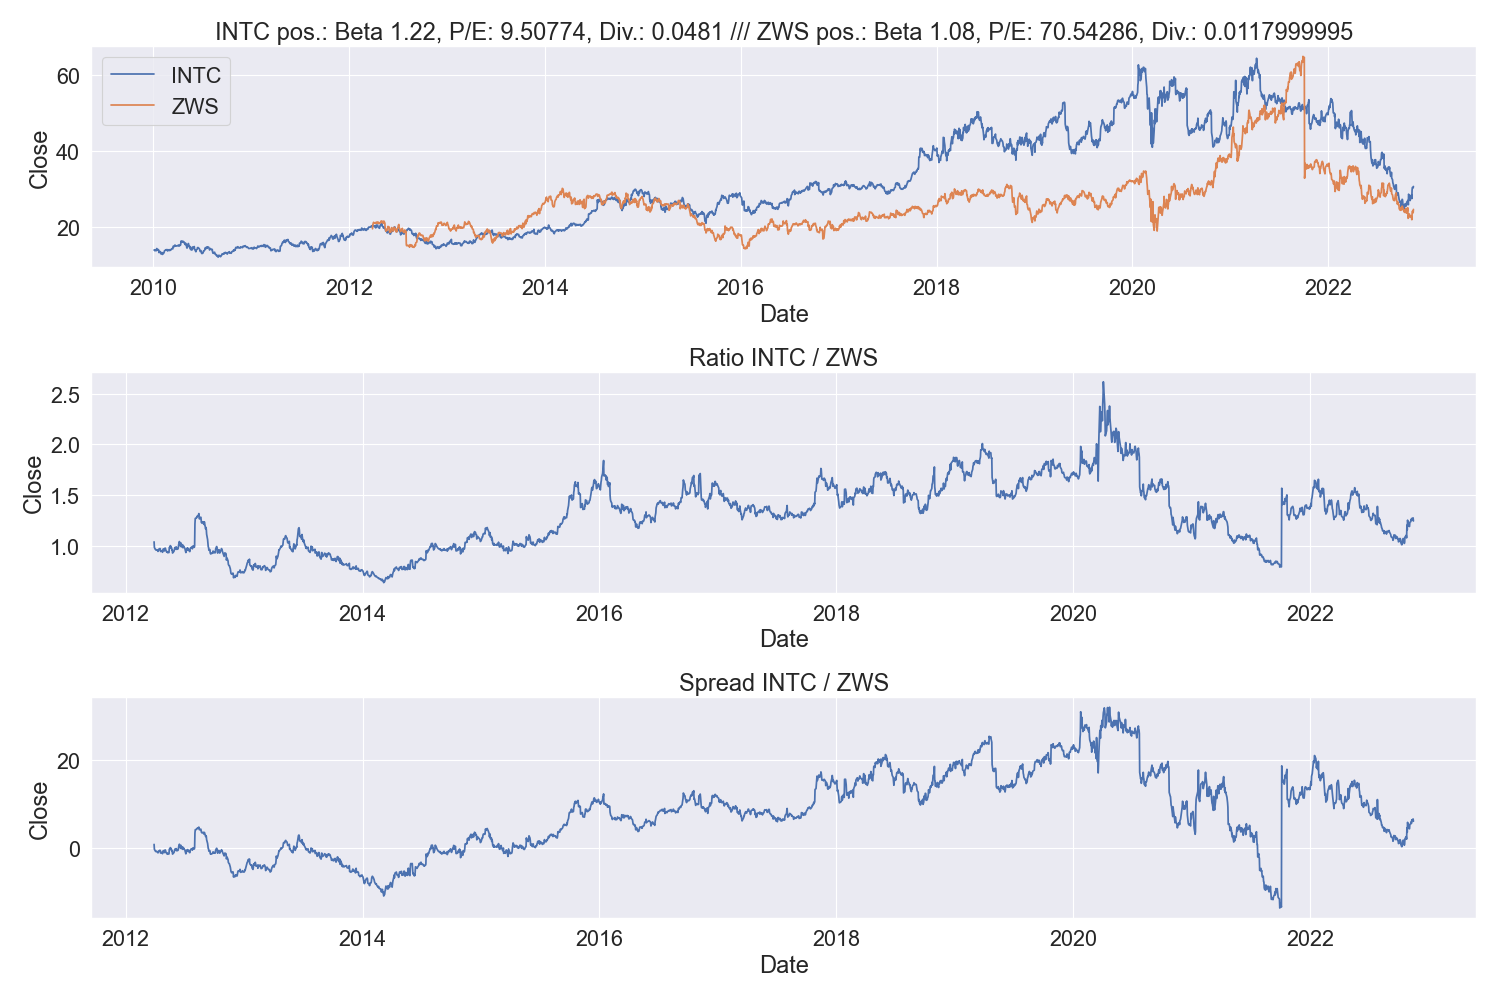 INTC pos.: Beta 1.22, P/E: 9.50774, Div.: 0.0481 /// ZWS pos.: Beta 1.08, P/E: 70.54286, Div.: 0.0117999995
INTC
ZWS
60
40
20
Close
2010 2012 2014 2016 2018 2020 2022
Date
Ratio INTC / ZWS
2.5
2.0
1.5
1.0
Close
2012 2014 2016 2018 2020 2022
Date
Spread INTC / ZWS
20
0
Close
2012 2014 2016 2018 2020 2022
Date